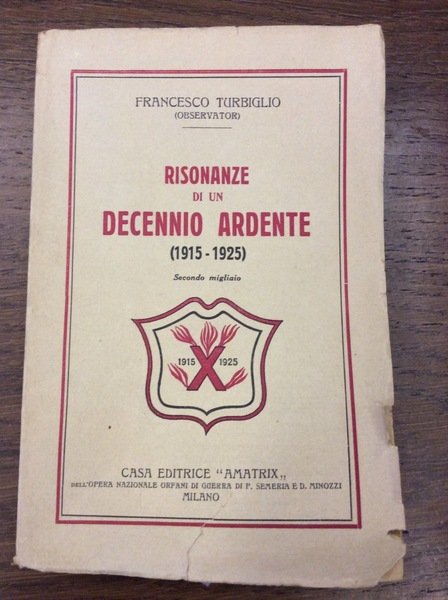 FRANCESCO TURBIGLIO
(OBSERVATOR)
RISONANZE
DI UN
DECENNIO ARDENTE
(1915-1925)
Secondo migliaio
1915 X 1925
CASA EDITRICE "AMATRIX„
DELL'OPERA NAZIONALE ORFANI DI GUERRA DI P. SEMERIA E D. MINOZZI
MILANO